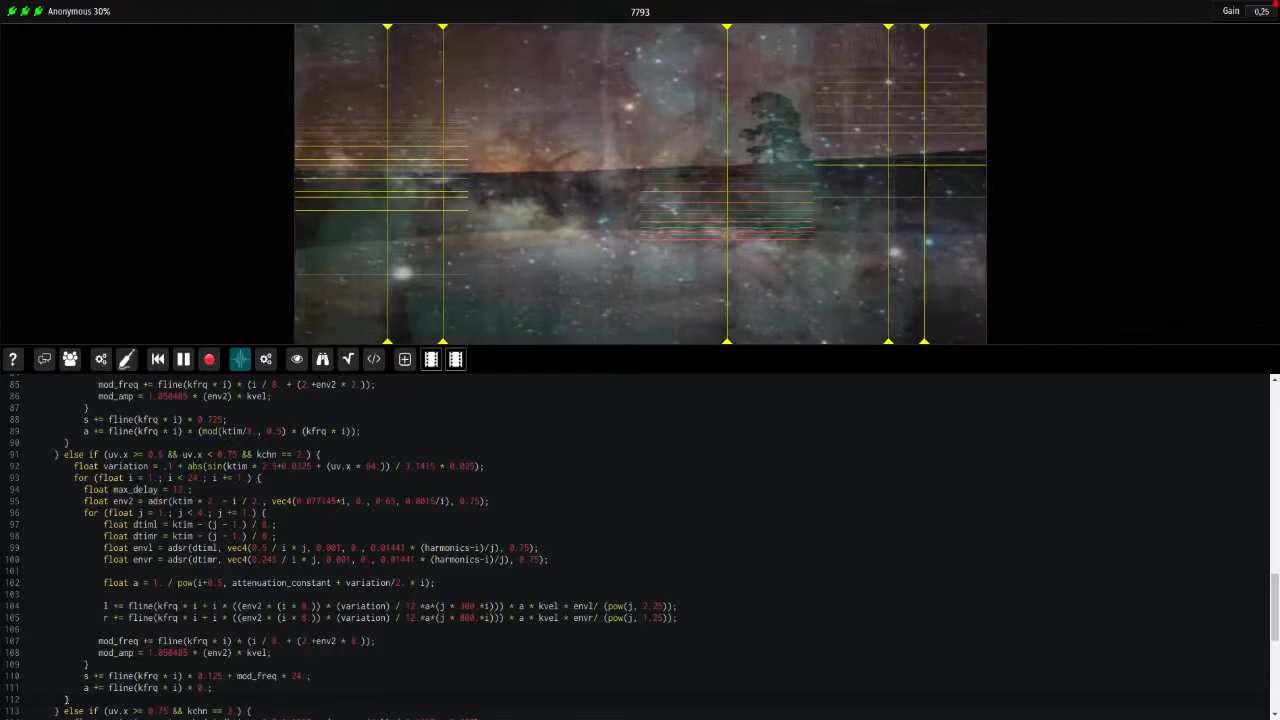 Anonymous 30%
7793
Gain 0,25
85 mod_freq += fline(kfrq * i) * (i / 8. + (2.+env2 * 2.));
86 mod_amp = 1.050485 * (env2) * kvel;
87 }
88 s += fline(kfrq * i) * 0.725;
89 a += fline(kfrq * i) * (mod(ktim/8., 0.5) * (kfrq * i));
90 }
91 } else if (uv.x >= 0.5 && uv.x < 0.75 && kchn == 2.) {
92 float variation = .1 + abs(sin(ktim * 2.5+0.0325 + (uv.x * 64.)) / 3.1415 * 0.025);
93 for (float i = 1.; i < 24.; i += 1.) {
94 float max_delay = 12.;
95 float env2 = adsr(ktim * 2. - i / 2., vec4(0.077145*i, 0., 0.65, 0.0015/i), 0.75);
96 for (float j = 1.; j < 4.; j += 1.) {
97 float dtiml = ktim - (j - 1.) / 8.;
98 float dtimr = ktim - (j - 1.) / 8.;
99 float envl = adsr(dtiml, vec4(0.5 / i * j, 0.001, 0., 0.01441 * (harmonics-i)/j), 0.75);
100 float envr = adsr(dtimr, vec4(0.245 / i * j, 0.001, 0., 0.01441 * (harmonics-i)/j), 0.75);
101
102 float a = 1. / pow(i+0.5, attenuation_constant + variation/2. * i);
104 l += fline(kfrq * i + i * ((env2 * (i * 8.)) * (variation) / 12.*a*(j * 300.*i))) * a * kvel * envl/ (pow(j, 2.25));
105 r += fline(kfrq * i + i * ((env2 * (i * 8.)) * (variation) / 12.*a*(j * 800.*i))) * a * kvel * envr/ (pow(j, 1.25));
106
107 mod_freq += fline(kfrq * i) * (i / 8. + (2.+env2 * 8.));
108 mod_amp = 1.050485 * (env2) * kvel;
109 }
110 s += fline(kfrq * i) * 0.125 + mod_freq * 24.;
111 a += fline(kfrq * i) * 0.;
112 }
113 } else if (uv.x >= 0.75 && kchn == 3.) {